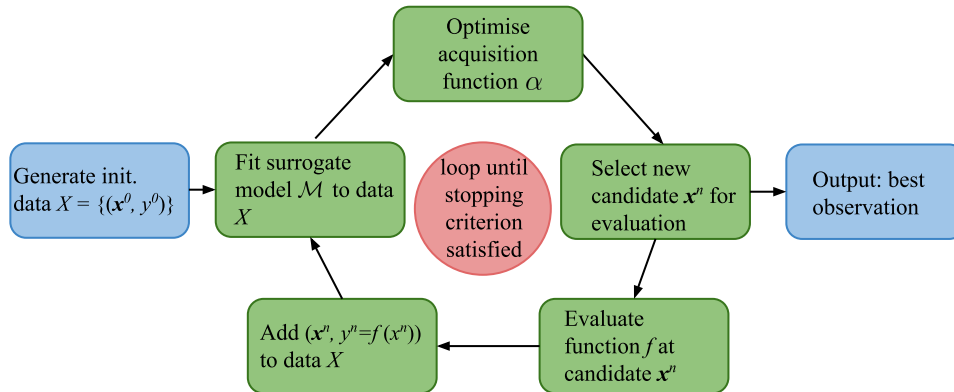 Optimise
acquisition
function α
Generate init.
data X = {(x⁰, y⁰)}
Fit surrogate
model ℳ to data
X
loop until
stopping
criterion
satisfied
Select new
candidate xⁿ for
evaluation
Output: best
observation
Add (xⁿ, yⁿ=f (xⁿ))
to data X
Evaluate
function f at
candidate xⁿ